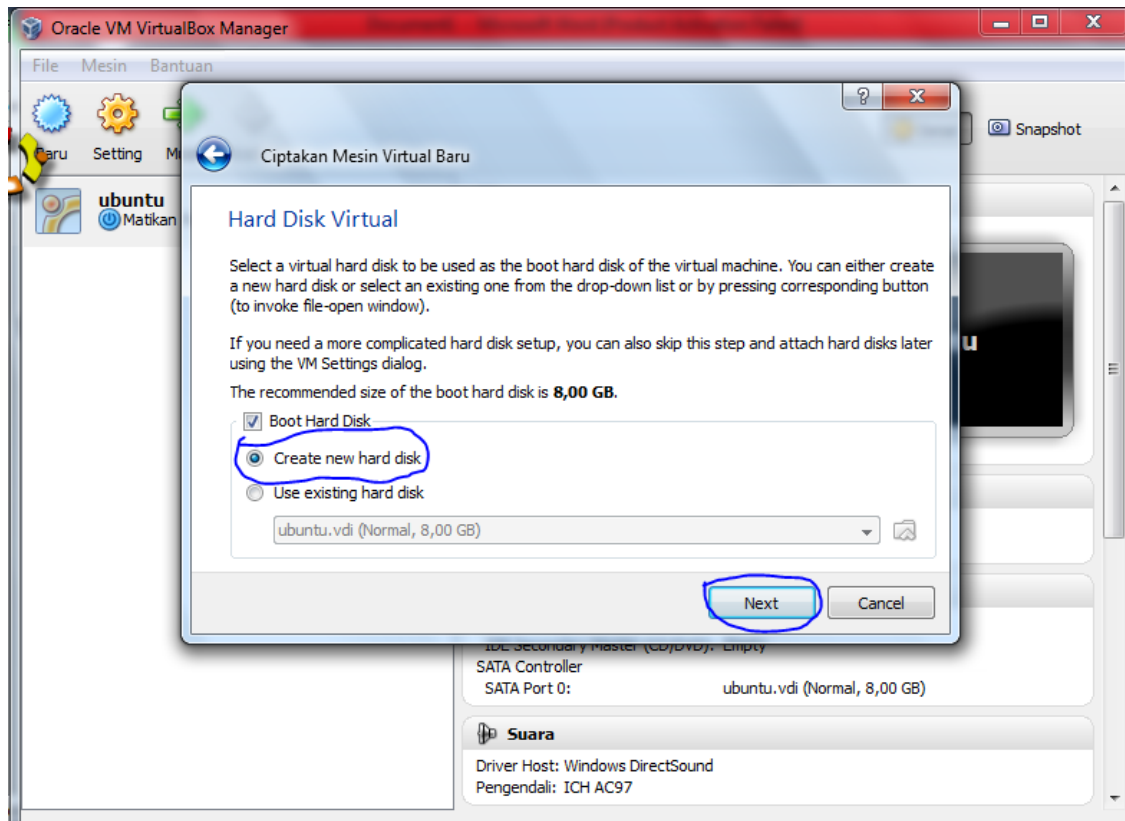 Oracle VM VirtualBox Manager
File Mesin Bantuan
Baru Setting
Snapshot
ubuntu
Matikan
Ciptakan Mesin Virtual Baru
Hard Disk Virtual
Select a virtual hard disk to be used as the boot hard disk of the virtual machine. You can either create
a new hard disk or select an existing one from the drop-down list or by pressing corresponding button
(to invoke file-open window).
If you need a more complicated hard disk setup, you can also skip this step and attach hard disks later
using the VM Settings dialog.
The recommended size of the boot hard disk is 8,00 GB.
Boot Hard Disk
Create new hard disk
Use existing hard disk
ubuntu.vdi (Normal, 8,00 GB)
Next Cancel
IDE Secondary Master (CD/DVD): Empty
SATA Controller
SATA Port 0: ubuntu.vdi (Normal, 8,00 GB)
Suara
Driver Host: Windows DirectSound
Pengendali: ICH AC97